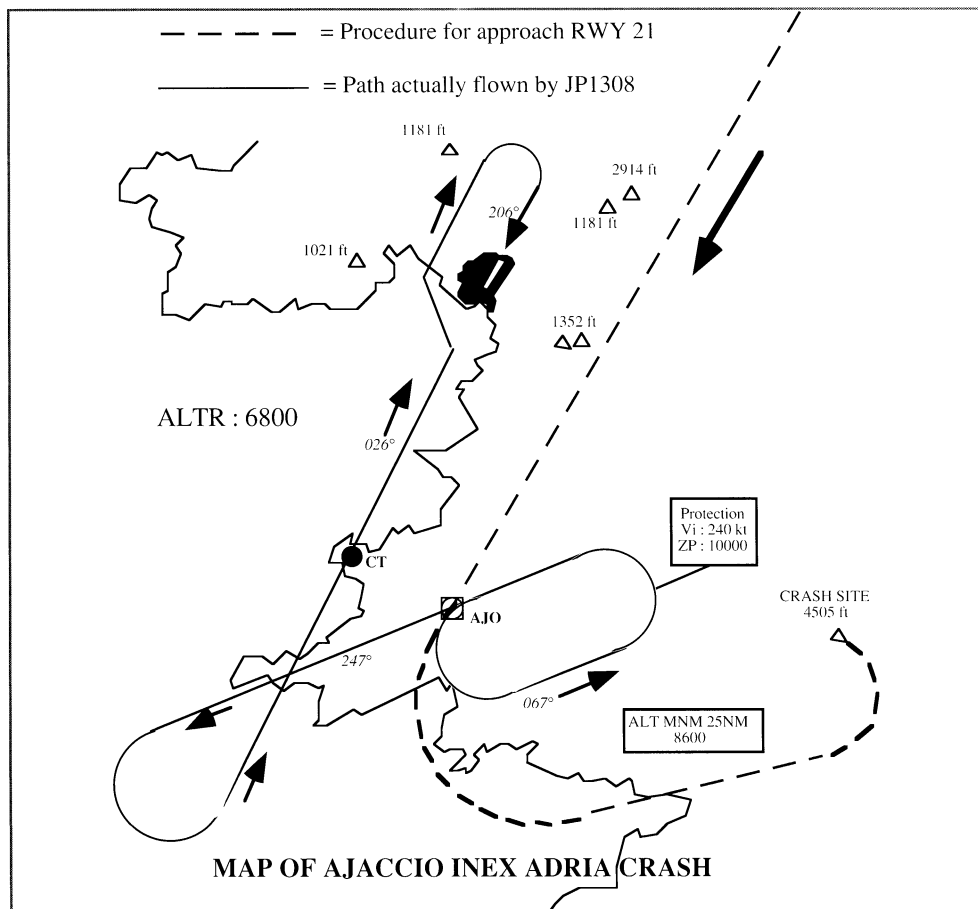 = Procedure for approach RWY 21
= Path actually flown by JP1308
1181 ft
2914 ft
1181 ft
206°
1021 ft
1352 ft
ALTR : 6800
026°
Protection
Vi : 240 kt
ZP : 10000
CT
CRASH SITE
4505 ft
AJO
247°
067°
ALT MNM 25NM
8600
MAP OF AJACCIO INEX ADRIA CRASH